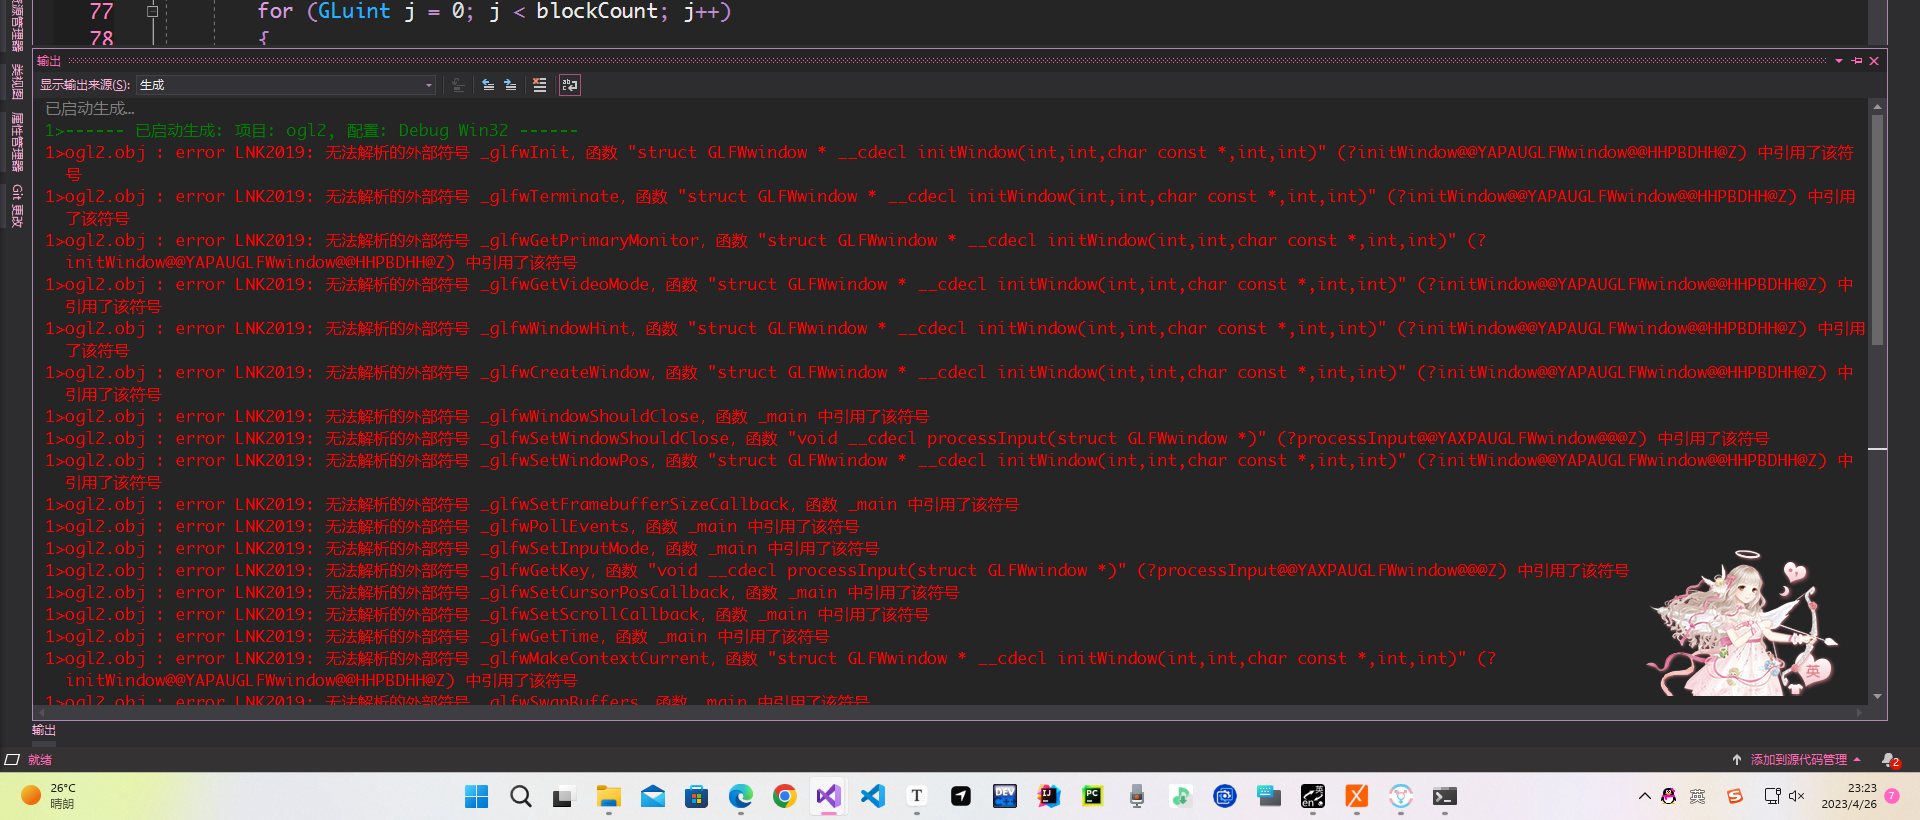 77 for (GLuint j = 0; j < blockCount; j++)
78 {
资源管理器
类视图
属性管理器
Git 更改
输出
显示输出来源(S): 生成
已启动生成...
1>------ 已启动生成: 项目: ogl2, 配置: Debug Win32 ------
1>ogl2.obj : error LNK2019: 无法解析的外部符号 _glfwInit, 函数 "struct GLFWwindow * __cdecl initWindow(int,int,char const *,int,int)" (?initWindow@@YAPAUGLFWwindow@@HHPBDHH@Z) 中引用了该符
号
1>ogl2.obj : error LNK2019: 无法解析的外部符号 _glfwTerminate, 函数 "struct GLFWwindow * __cdecl initWindow(int,int,char const *,int,int)" (?initWindow@@YAPAUGLFWwindow@@HHPBDHH@Z) 中引用
了该符号
1>ogl2.obj : error LNK2019: 无法解析的外部符号 _glfwGetPrimaryMonitor, 函数 "struct GLFWwindow * __cdecl initWindow(int,int,char const *,int,int)" (?
initWindow@@YAPAUGLFWwindow@@HHPBDHH@Z) 中引用了该符号
1>ogl2.obj : error LNK2019: 无法解析的外部符号 _glfwGetVideoMode, 函数 "struct GLFWwindow * __cdecl initWindow(int,int,char const *,int,int)" (?initWindow@@YAPAUGLFWwindow@@HHPBDHH@Z) 中
引用了该符号
1>ogl2.obj : error LNK2019: 无法解析的外部符号 _glfwWindowHint, 函数 "struct GLFWwindow * __cdecl initWindow(int,int,char const *,int,int)" (?initWindow@@YAPAUGLFWwindow@@HHPBDHH@Z) 中引用
了该符号
1>ogl2.obj : error LNK2019: 无法解析的外部符号 _glfwCreateWindow, 函数 "struct GLFWwindow * __cdecl initWindow(int,int,char const *,int,int)" (?initWindow@@YAPAUGLFWwindow@@HHPBDHH@Z) 中
引用了该符号
1>ogl2.obj : error LNK2019: 无法解析的外部符号 _glfwWindowShouldClose, 函数 _main 中引用了该符号
1>ogl2.obj : error LNK2019: 无法解析的外部符号 _glfwSetWindowShouldClose, 函数 "void __cdecl processInput(struct GLFWwindow *)" (?processInput@@YAXPAUGLFWwindow@@@Z) 中引用了该符号
1>ogl2.obj : error LNK2019: 无法解析的外部符号 _glfwSetWindowPos, 函数 "struct GLFWwindow * __cdecl initWindow(int,int,char const *,int,int)" (?initWindow@@YAPAUGLFWwindow@@HHPBDHH@Z) 中
引用了该符号
1>ogl2.obj : error LNK2019: 无法解析的外部符号 _glfwSetFramebufferSizeCallback, 函数 _main 中引用了该符号
1>ogl2.obj : error LNK2019: 无法解析的外部符号 _glfwPollEvents, 函数 _main 中引用了该符号
1>ogl2.obj : error LNK2019: 无法解析的外部符号 _glfwSetInputMode, 函数 _main 中引用了该符号
1>ogl2.obj : error LNK2019: 无法解析的外部符号 _glfwGetKey, 函数 "void __cdecl processInput(struct GLFWwindow *)" (?processInput@@YAXPAUGLFWwindow@@@Z) 中引用了该符号
1>ogl2.obj : error LNK2019: 无法解析的外部符号 _glfwSetCursorPosCallback, 函数 _main 中引用了该符号
1>ogl2.obj : error LNK2019: 无法解析的外部符号 _glfwSetScrollCallback, 函数 _main 中引用了该符号
1>ogl2.obj : error LNK2019: 无法解析的外部符号 _glfwGetTime, 函数 _main 中引用了该符号
1>ogl2.obj : error LNK2019: 无法解析的外部符号 _glfwMakeContextCurrent, 函数 "struct GLFWwindow * __cdecl initWindow(int,int,char const *,int,int)" (?
initWindow@@YAPAUGLFWwindow@@HHPBDHH@Z) 中引用了该符号
1>ogl2.obj : error LNK2019: 无法解析的外部符号 _glfwSwapBuffers, 函数 _main 中引用了该符号
英
输出
就绪
添加到源代码管理
2
26°C
晴朗
T
DEV
IJ
PC
英
en
英
23:23
2023/4/26
7